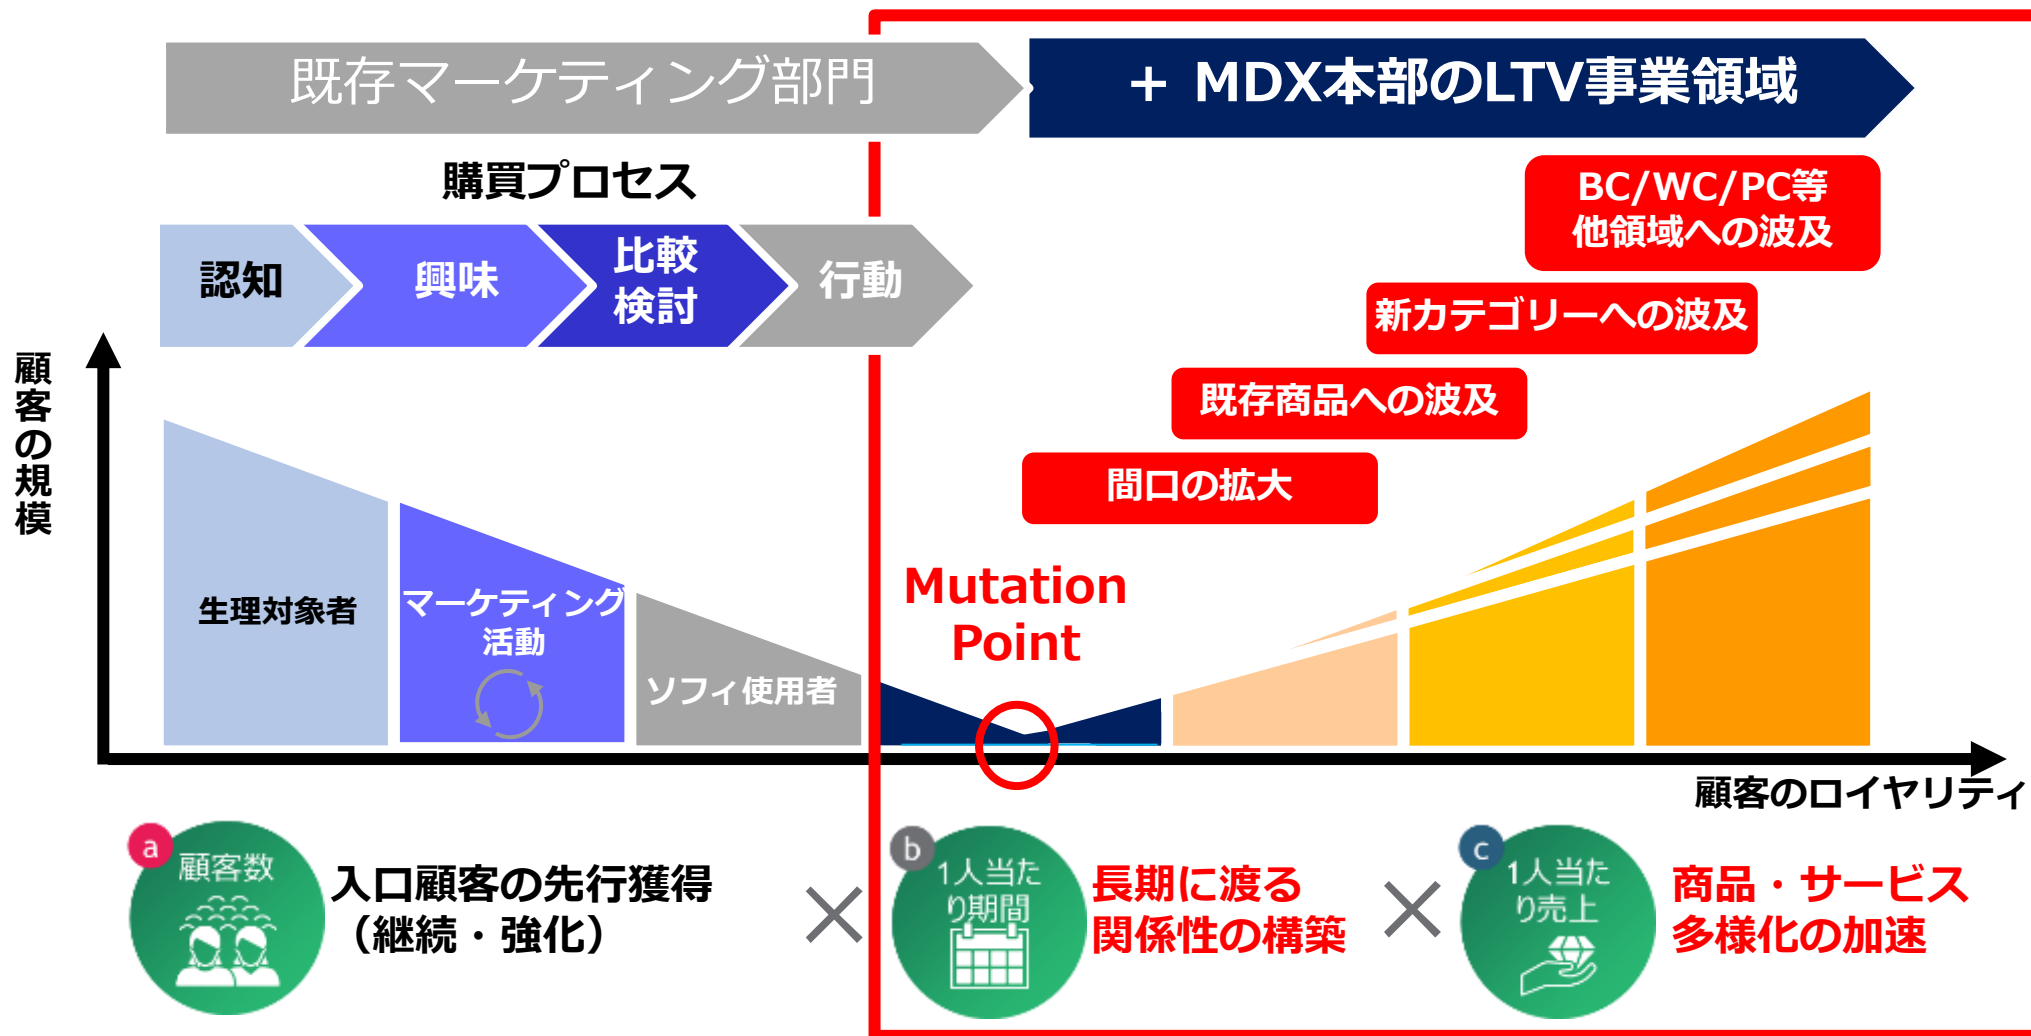 既存マーケティング部門
+ MDX本部のLTV事業領域
購買プロセス
認知
興味
比較
検討
行動
BC/WC/PC等
他領域への波及
新カテゴリーへの波及
既存商品への波及
間口の拡大
顧客の規模
生理対象者
マーケティング
活動
ソフィ使用者
Mutation
Point
顧客のロイヤリティ
a
顧客数
入口顧客の先行獲得
（継続・強化）
×
b
1人当た
り期間
長期に渡る
関係性の構築
×
c
1人当た
り売上
商品・サービス
多様化の加速